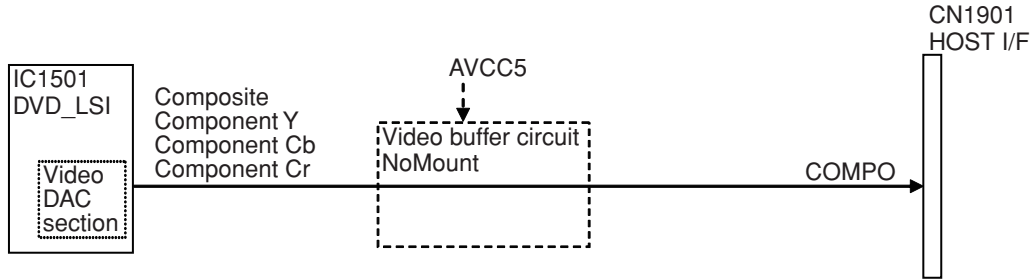 CN1901
HOST I/F
IC1501
DVD_LSI
Video
DAC
section
Composite
Component Y
Component Cb
Component Cr
AVCC5
Video buffer circuit
NoMount
COMPO